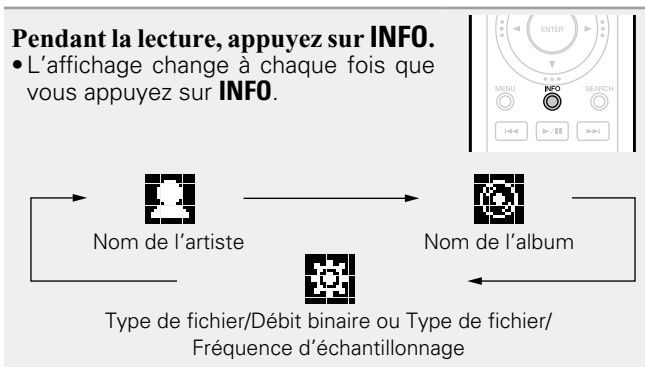 Pendant la lecture, appuyez sur INFO.
• L’affichage change à chaque fois que
vous appuyez sur INFO.
ENTER
MENU
INFO
SEARCH
Nom de l’artiste
Nom de l’album
Type de fichier/Débit binaire ou Type de fichier/
Fréquence d’échantillonnage